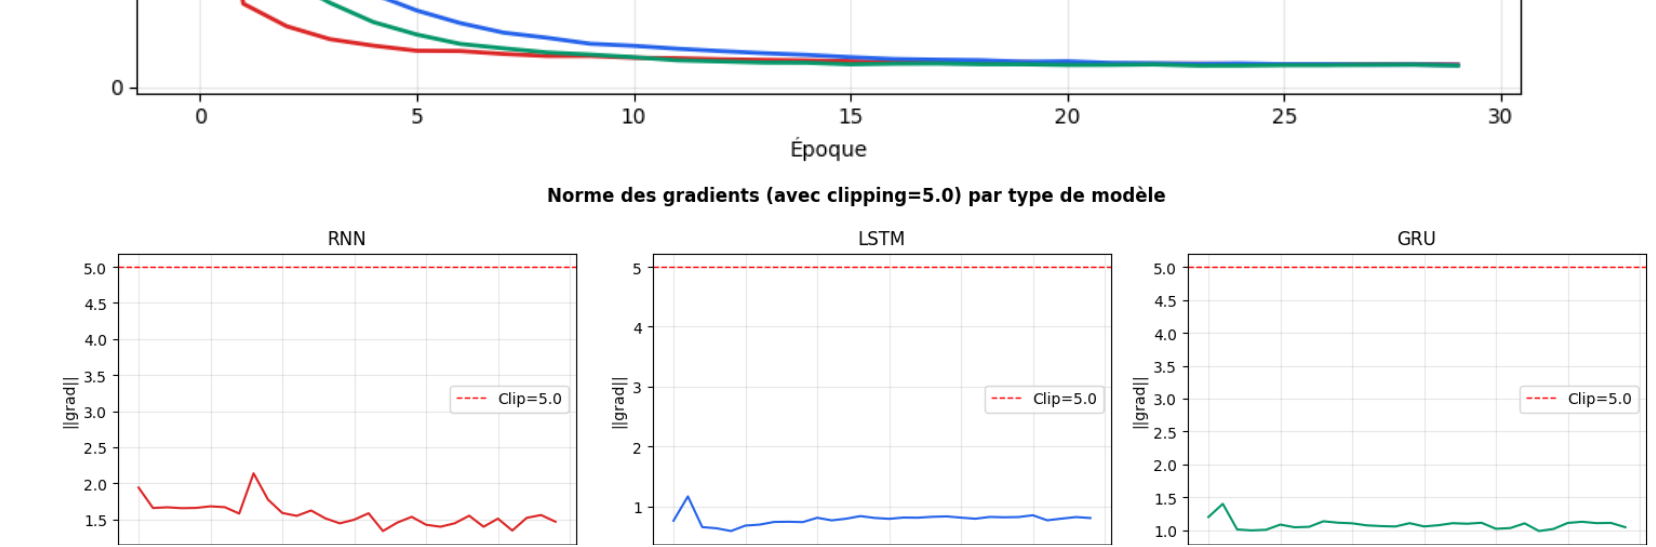 0
0 5 10 15 20 25 30
Époque
Norme des gradients (avec clipping=5.0) par type de modèle
RNN
||grad||
5.0
4.5
4.0
3.5
3.0
2.5
2.0
1.5
Clip=5.0
LSTM
||grad||
5
4
3
2
1
Clip=5.0
GRU
||grad||
5.0
4.5
4.0
3.5
3.0
2.5
2.0
1.5
1.0
Clip=5.0